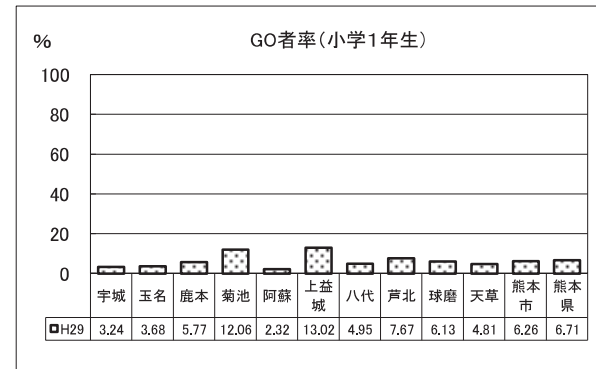 GO者率(小学1年生)
%
100
80
60
40
20
0
宇城 玉名 鹿本 菊池 阿蘇 上益城 八代 芦北 球磨 天草 熊本市 熊本県
H29 3.24 3.68 5.77 12.06 2.32 13.02 4.95 7.67 6.13 4.81 6.26 6.71